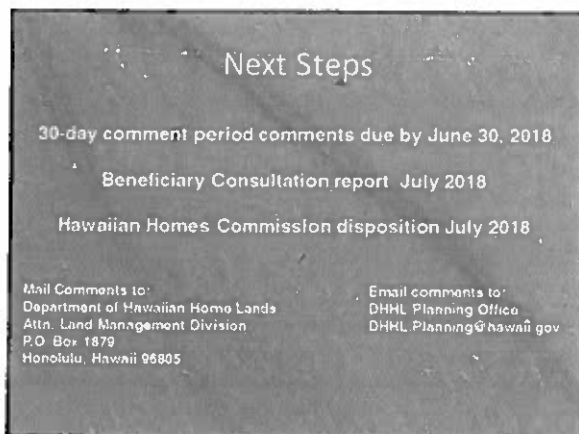 Next Steps
30-day comment period comments due by June 30, 2018
Beneficiary Consultation report July 2018
Hawaiian Homes Commission disposition July 2018
Mail Comments to:
Department of Hawaiian Home Lands
Attn. Land Management Division
P.O. Box 1879
Honolulu, Hawaii 96805
Email comments to:
DHHL Planning Office
DHHL.Planning@hawaii.gov